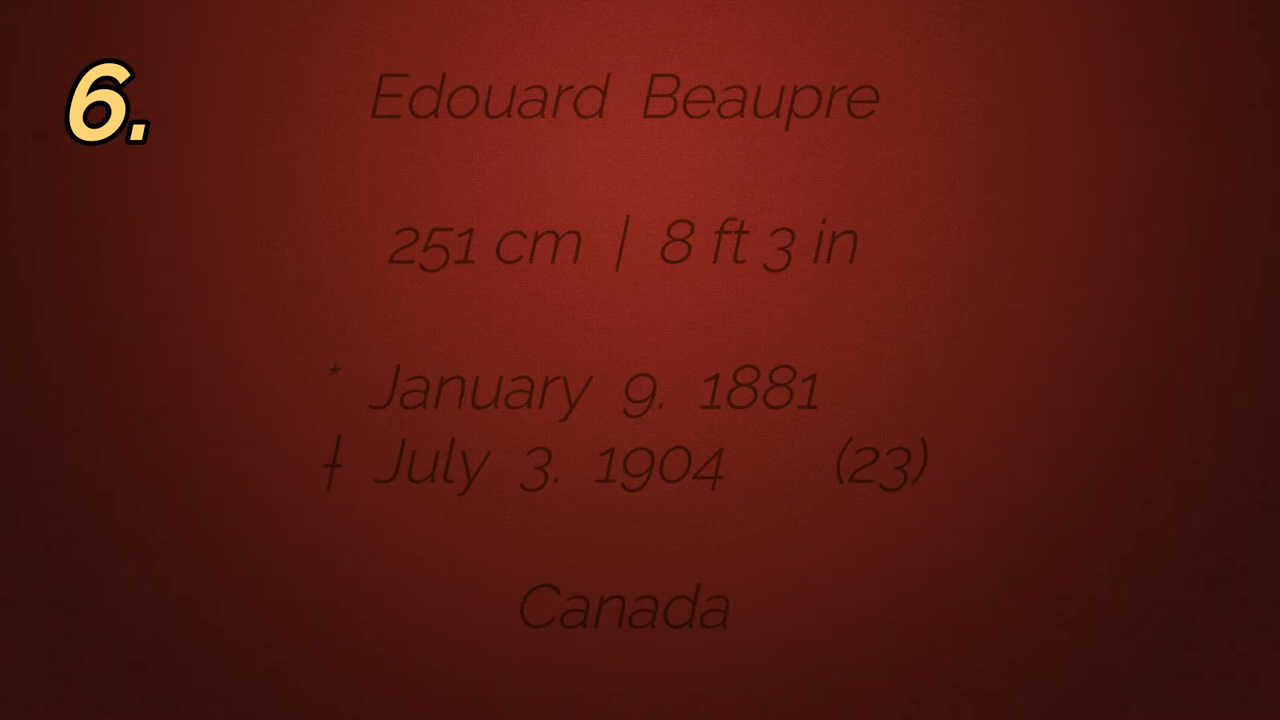 6.
Edouard Beaupre
251 cm | 8 ft 3 in
* January 9. 1881
† July 3. 1904 (23)
Canada